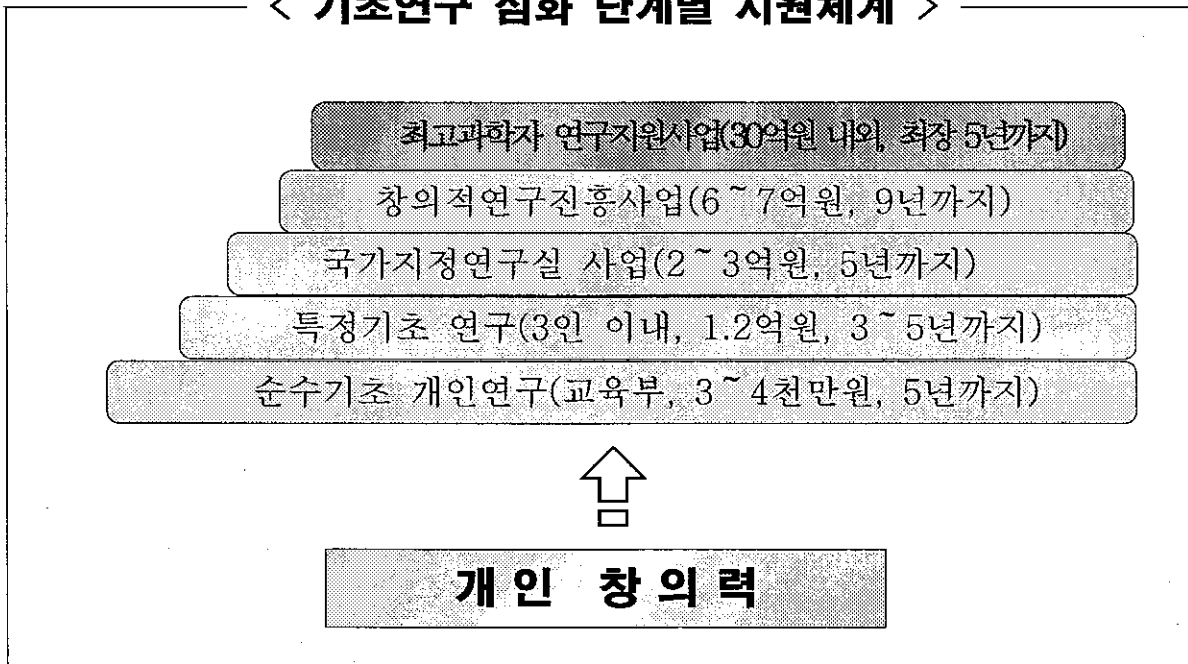 < 기초연구 심화 단계별 지원체계 >
최고과학자 연구지원사업(30억원 내외, 최장 5년까지)
창의적연구진흥사업(6~7억원, 9년까지)
국가지정연구실 사업(2~3억원, 5년까지)
특정기초 연구(3인 이내, 1.2억원, 3~5년까지)
순수기초 개인연구(교육부, 3~4천만원, 5년까지)
개인 창의력